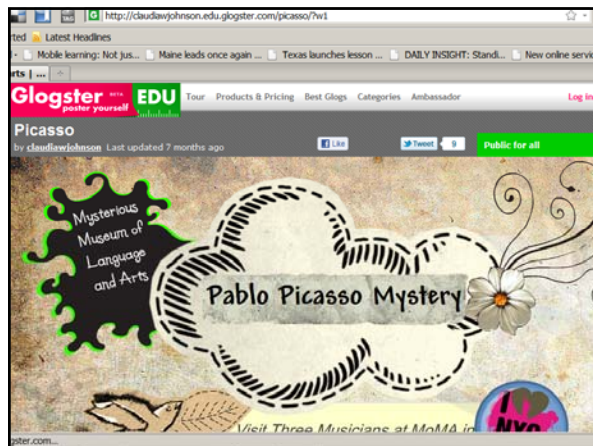 http://claudiawjohnson.edu.glogster.com/picasso/?w1
rted Latest Headlines
Mobile learning: Not jus... Maine leads once again ... Texas launches lesson ... DAILY INSIGHT: Standi... New online servic
arts | ...
Glogster BETA EDU Tour Products & Pricing Best Glogs Categories Ambassador Log in
poster yourself
Picasso
by claudiawjohnson Last updated 7 months ago Like Tweet 9 Public for all
Mysterious
Museum of
Language
and Arts
Pablo Picasso Mystery
Visit Three Musicians at MoMA in
I
NYC
gster.com...